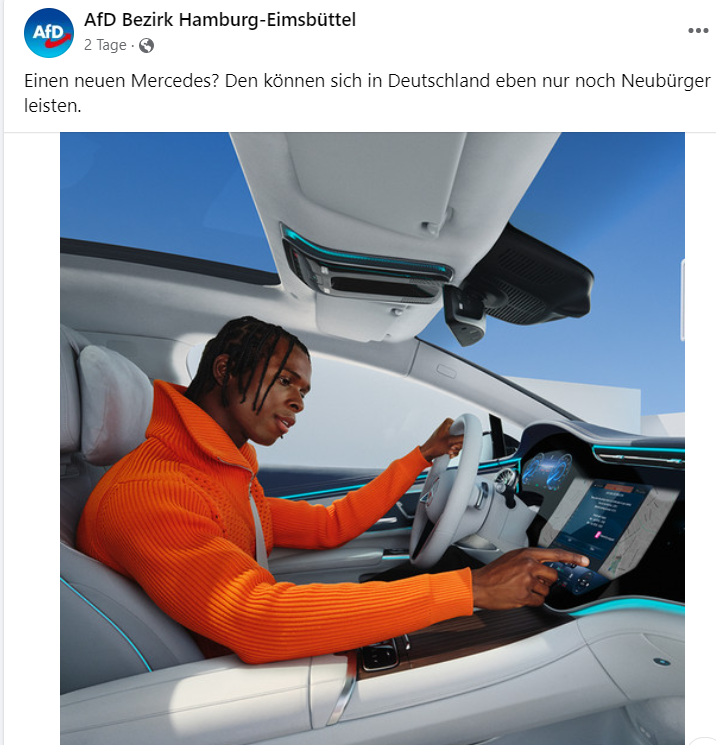 AfD
AfD Bezirk Hamburg-Eimsbüttel
2 Tage ·
Einen neuen Mercedes? Den können sich in Deutschland eben nur noch Neubürger
leisten.